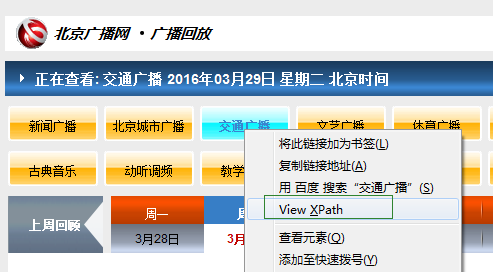 北京广播网 · 广播回放
正在查看: 交通广播 2016年03月29日 星期二 北京时间
新闻广播 北京城市广播 交通广播 文艺广播 体育广播
古典音乐 动听调频 教学
将此链接加为书签(L)
复制链接地址(A)
用 百度 搜索“交通广播”(S)
View XPath
查看元素(Q)
添加至快速拨号(Y)
上周回顾
周一
3月28日
3月